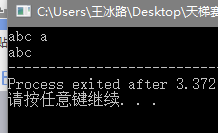 C:\Users\王冰路\Desktop\天梯赛
abc a
abc
--------------------------------
Process exited after 3.372
请按任意键继续. . .